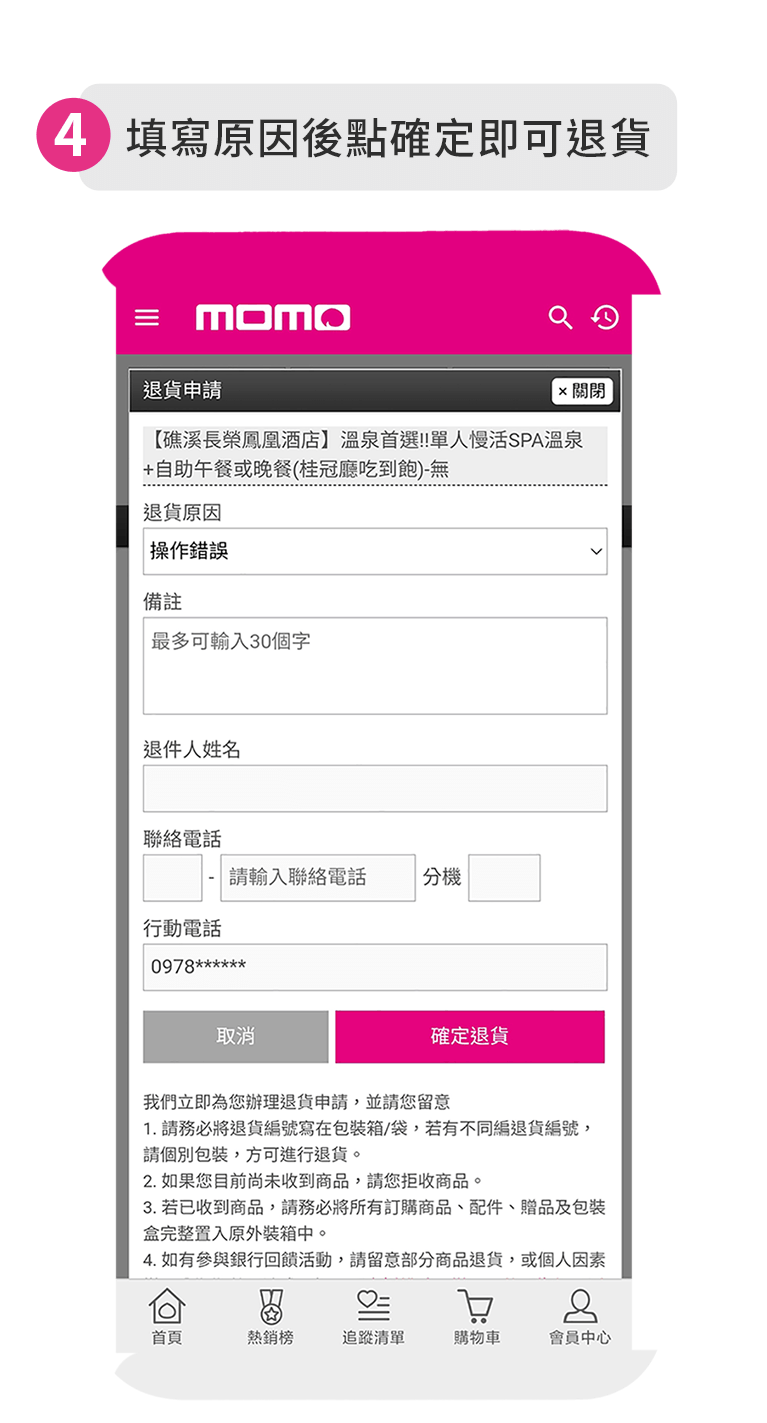 4 填寫原因後點確定即可退貨
momo
退貨申請 ×關閉
【礁溪長榮鳳凰酒店】溫泉首選!!單人慢活SPA溫泉
+自助午餐或晚餐(桂冠廳吃到飽)-無
退貨原因
操作錯誤
備註
最多可輸入30個字
退件人姓名
聯絡電話
- 請輸入聯絡電話 分機
行動電話
0978******
取消 確定退貨
我們立即為您辦理退貨申請，並請您留意
1. 請務必將退貨編號寫在包裝箱/袋，若有不同編退貨編號，
請個別包裝，方可進行退貨。
2. 如果您目前尚未收到商品，請您拒收商品。
3. 若已收到商品，請務必將所有訂購商品、配件、贈品及包裝
盒完整置入原外裝箱中。
4. 如有參與銀行回饋活動，請留意部分商品退貨，或個人因素
首頁 熱銷榜 追蹤清單 購物車 會員中心